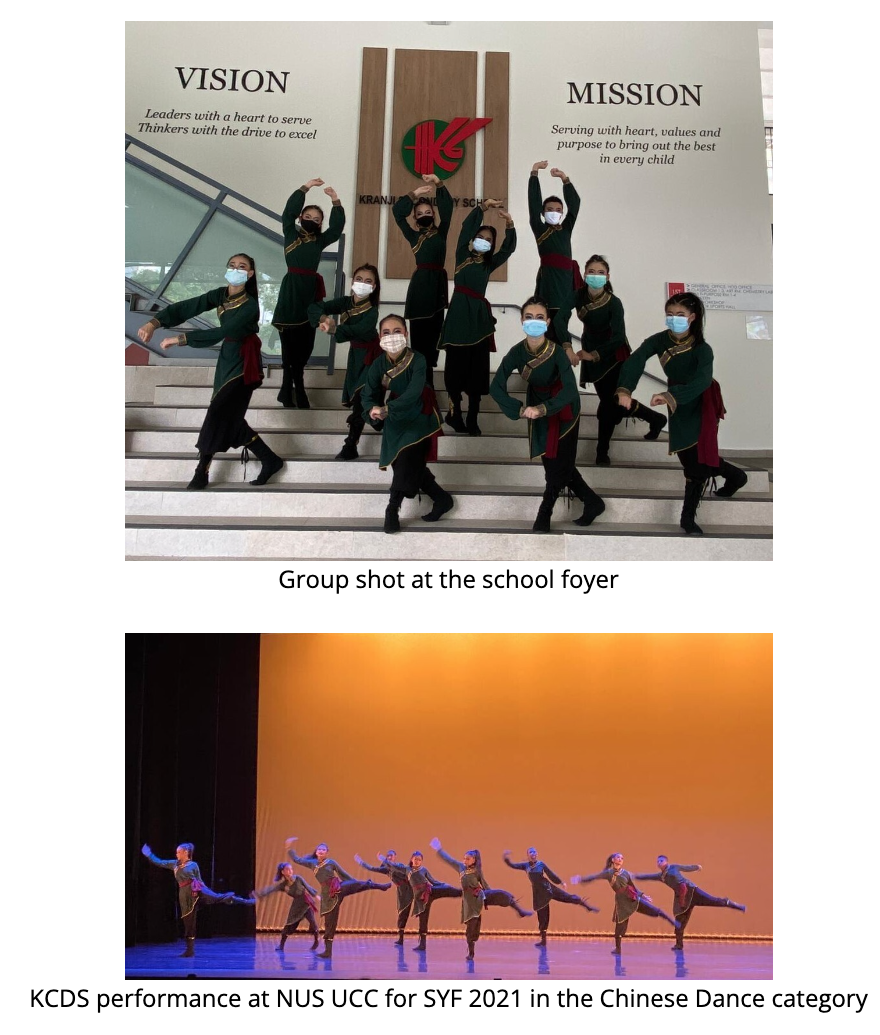 VISION
Leaders with a heart to serve
Thinkers with the drive to excel
MISSION
Serving with heart, values and
purpose to bring out the best
in every child
KRANJI
Group shot at the school foyer
KCDS performance at NUS UCC for SYF 2021 in the Chinese Dance category